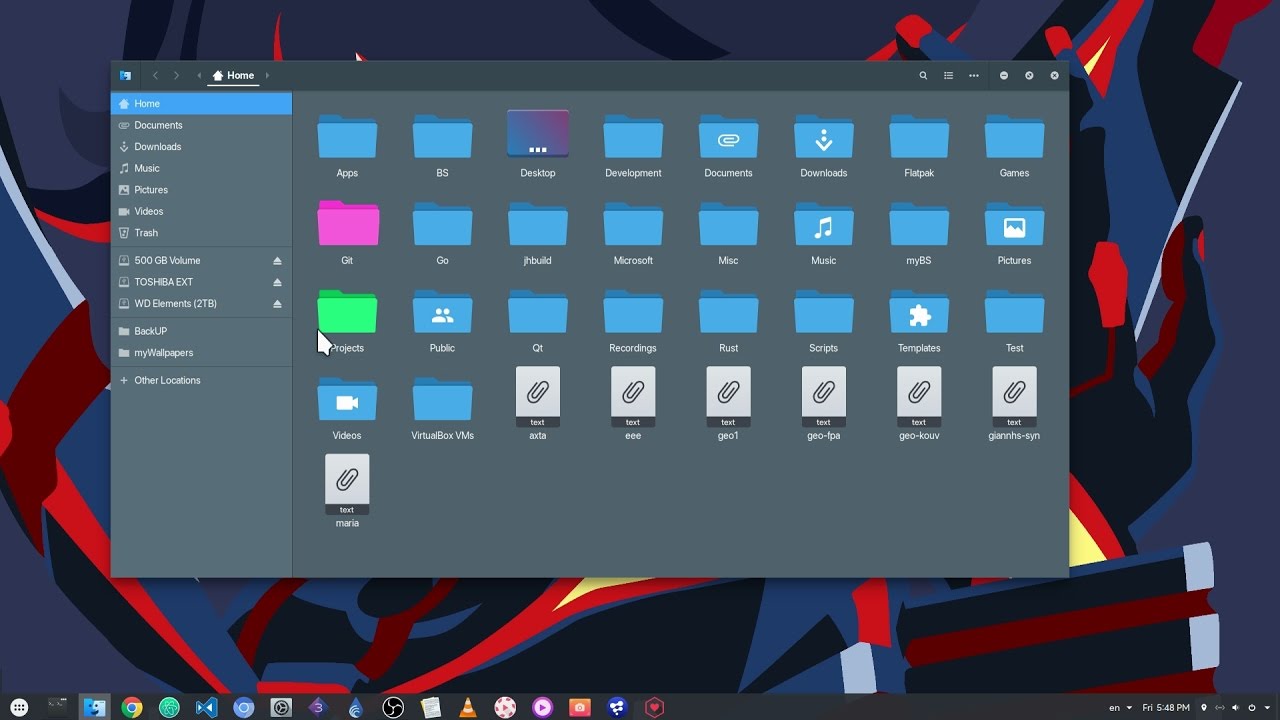 Home
Home
Documents
Downloads
Music
Pictures
Videos
Trash
500 GB Volume
TOSHIBA EXT
WD Elements (2TB)
BackUP
myWallpapers
Other Locations
Apps BS Desktop Development Documents Downloads Flatpak Games
Git Go jhbuild Microsoft Misc Music myBS Pictures
Projects Public Qt Recordings Rust Scripts Templates Test
text text text text text text
Videos VirtualBox VMs axta eee geo1 geo-fpa geo-kouv giannhs-syn
text
maria
3
en Fri 5:48 PM